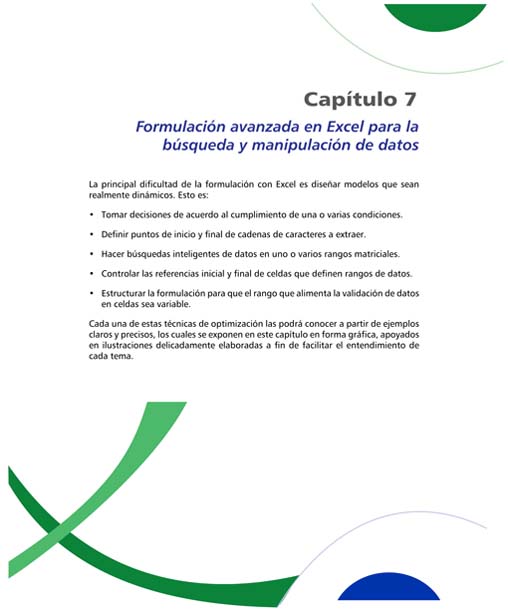 Capítulo 7
Formulación avanzada en Excel para la
búsqueda y manipulación de datos
La principal dificultad de la formulación con Excel es diseñar modelos que sean
realmente dinámicos. Esto es:
• Tomar decisiones de acuerdo al cumplimiento de una o varias condiciones.
• Definir puntos de inicio y final de cadenas de caracteres a extraer.
• Hacer búsquedas inteligentes de datos en uno o varios rangos matriciales.
• Controlar las referencias inicial y final de celdas que definen rangos de datos.
• Estructurar la formulación para que el rango que alimenta la validación de datos
en celdas sea variable.
Cada una de estas técnicas de optimización las podrá conocer a partir de ejemplos
claros y precisos, los cuales se exponen en este capítulo en forma gráfica, apoyados
en ilustraciones delicadamente elaboradas a fin de facilitar el entendimiento de
cada tema.